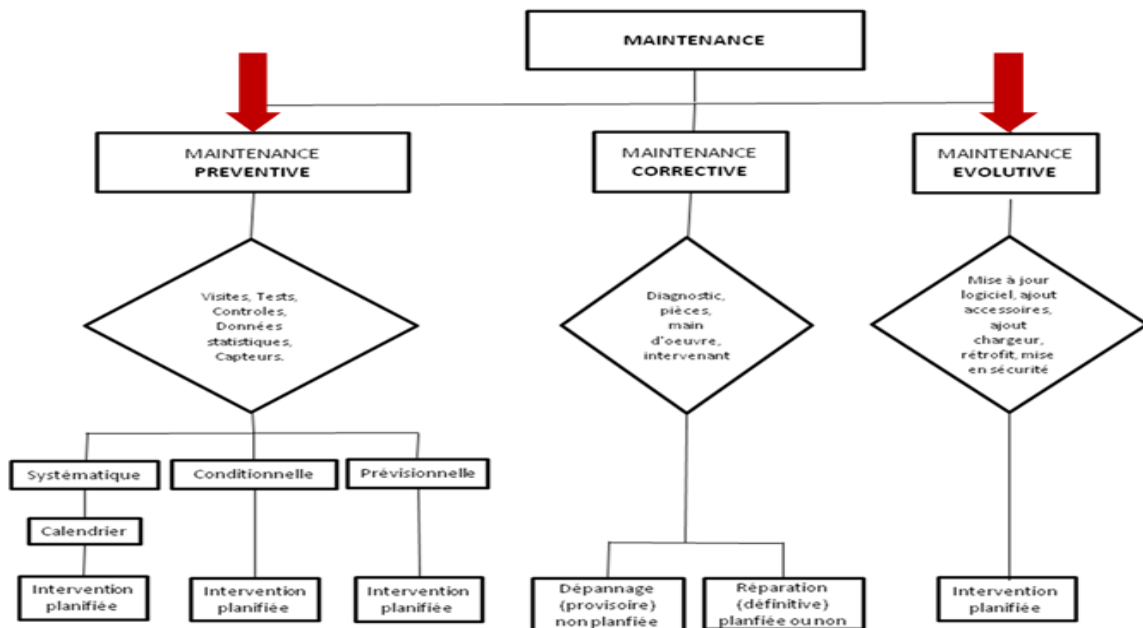 MAINTENANCE
MAINTENANCE
PREVENTIVE
MAINTENANCE
CORRECTIVE
MAINTENANCE
EVOLUTIVE
Visites, Tests,
Controles,
Données
statistiques,
Capteurs.
Diagnostic,
pièces,
main
d'oeuvre,
intervenant
Mise à jour
logiciel, ajout
accessoires,
ajout
chargeur,
rétrofit, mise
en sécurité
Systématique
Conditionnelle
Prévisionnelle
Calendrier
Intervention
planifiée
Intervention
planifiée
Intervention
planifiée
Dépannage
(provisoire)
non planfiée
Réparation
(définitive)
planfiée ou non
Intervention
planifiée